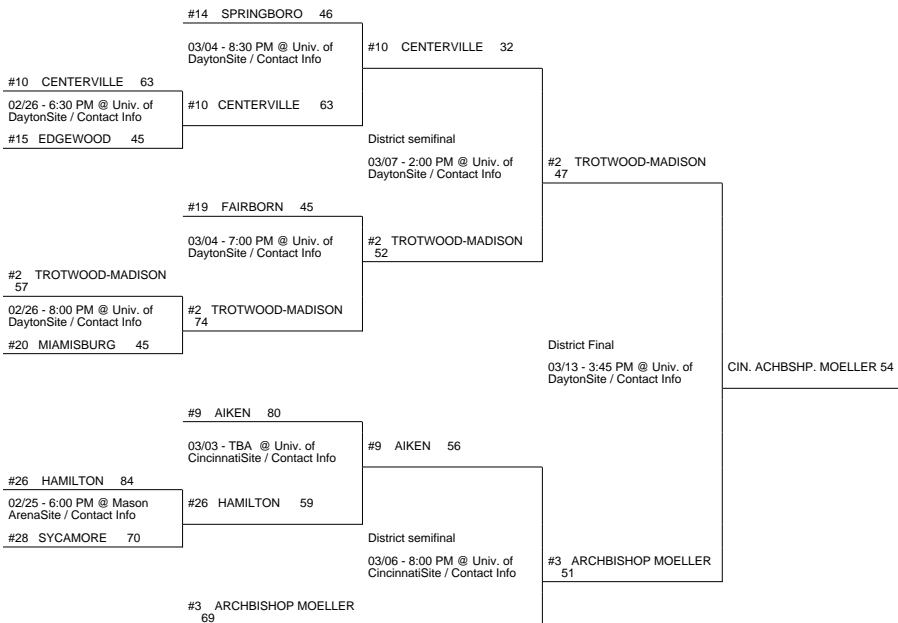 #14 SPRINGBORO 46
03/04 - 8:30 PM @ Univ. of
DaytonSite / Contact Info
#10 CENTERVILLE 32
#10 CENTERVILLE 63
02/26 - 6:30 PM @ Univ. of
DaytonSite / Contact Info
#10 CENTERVILLE 63
#15 EDGEWOOD 45
District semifinal
03/07 - 2:00 PM @ Univ. of
DaytonSite / Contact Info
#2 TROTWOOD-MADISON
47
#19 FAIRBORN 45
03/04 - 7:00 PM @ Univ. of
DaytonSite / Contact Info
#2 TROTWOOD-MADISON
52
#2 TROTWOOD-MADISON
57
02/26 - 8:00 PM @ Univ. of
DaytonSite / Contact Info
#2 TROTWOOD-MADISON
74
#20 MIAMISBURG 45
District Final
03/13 - 3:45 PM @ Univ. of
DaytonSite / Contact Info
CIN. ACHBSHP. MOELLER 54
#9 AIKEN 80
03/03 - TBA @ Univ. of
CincinnatiSite / Contact Info
#9 AIKEN 56
#26 HAMILTON 84
02/25 - 6:00 PM @ Mason
ArenaSite / Contact Info
#26 HAMILTON 59
#28 SYCAMORE 70
District semifinal
03/06 - 8:00 PM @ Univ. of
CincinnatiSite / Contact Info
#3 ARCHBISHOP MOELLER
51
#3 ARCHBISHOP MOELLER
69